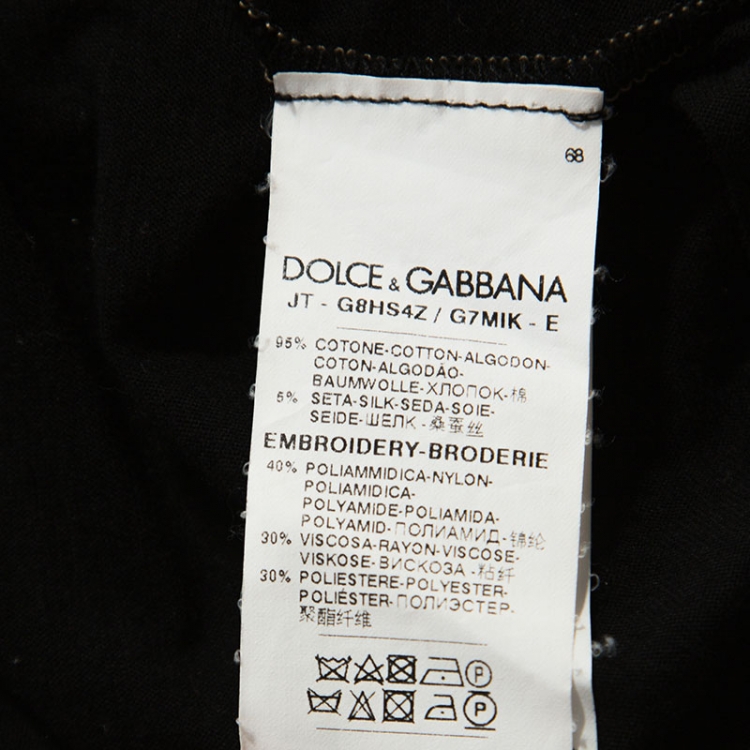 68
DOLCE & GABBANA
JT - G8HS4Z / G7MIK - E
95% COTONE-COTTON-ALGODON-
COTON-ALGODÃO-
BAUMWOLLE-ХЛОПОК-棉
5% SETA-SILK-SEDA-SOIE-
SEIDE-ШЕЛК-桑蚕丝
EMBROIDERY-BRODERIE
40% POLIAMMIDICA-NYLON-
POLIAMIDICA-
POLYAMIDE-POLIAMIDA-
POLYAMID-ПОЛИАМИД-锦纶
30% VISCOSA-RAYON-VISCOSE-
VISKOSE-ВИСКОЗА-粘纤
30% POLIESTERE-POLYESTER-
POLIÉSTER-ПОЛИЭСТЕР-
聚酯纤维
P
P